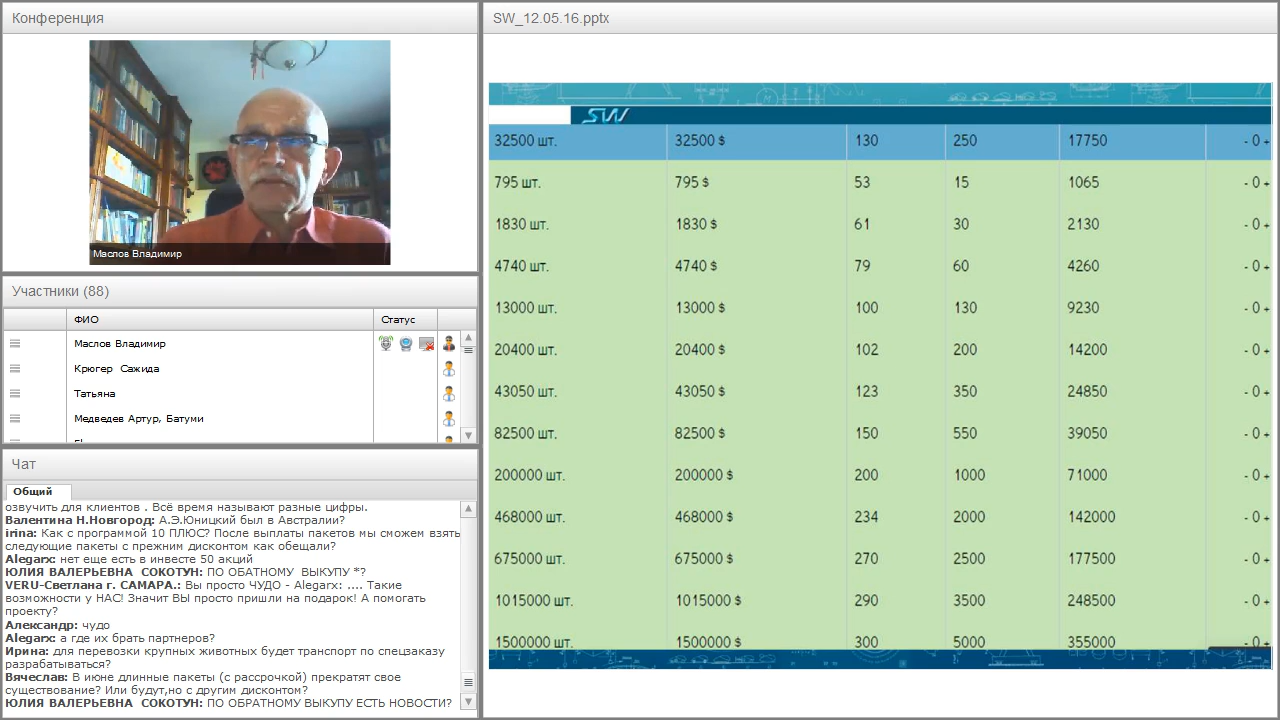 Конференция
Маслов Владимир
Участники (88)
ФИО Статус
Маслов Владимир
Крюгер Сажида
Татьяна
Медведев Артур, Батуми
Чат
Общий
озвучить для клиентов . Всё время называют разные цифры.
Валентина Н.Новгород: А.Э.Юницкий был в Австралии?
irina: Как с программой 10 ПЛЮС? После выплаты пакетов мы сможем взять
следующие пакеты с прежним дисконтом как обещали?
Alegarx: нет еще есть в инвесте 50 акций
ЮЛИЯ ВАЛЕРЬЕВНА СОКОТУН: ПО ОБАТНОМУ ВЫКУПУ *?
VERU-Светлана г. САМАРА.: Вы просто ЧУДО - Alegarx: .... Такие
возможности у НАС! Значит ВЫ просто пришли на подарок! А помогать
проекту?
Александр: чудо
Alegarx: а где их брать партнеров?
Ирина: для перевозки крупных животных будет транспорт по спецзаказу
разрабатываться?
Вячеслав: В июне длинные пакеты (с рассрочкой) прекратят свое
существование? Или будут,но с другим дисконтом?
ЮЛИЯ ВАЛЕРЬЕВНА СОКОТУН: ПО ОБРАТНОМУ ВЫКУПУ ЕСТЬ НОВОСТИ?
SW_12.05.16.pptx
SW
32500 шт. 32500 $ 130 250 17750 - 0 +
795 шт. 795 $ 53 15 1065 - 0 +
1830 шт. 1830 $ 61 30 2130 - 0 +
4740 шт. 4740 $ 79 60 4260 - 0 +
13000 шт. 13000 $ 100 130 9230 - 0 +
20400 шт. 20400 $ 102 200 14200 - 0 +
43050 шт. 43050 $ 123 350 24850 - 0 +
82500 шт. 82500 $ 150 550 39050 - 0 +
200000 шт. 200000 $ 200 1000 71000 - 0 +
468000 шт. 468000 $ 234 2000 142000 - 0 +
675000 шт. 675000 $ 270 2500 177500 - 0 +
1015000 шт. 1015000 $ 290 3500 248500 - 0 +
1500000 шт. 1500000 $ 300 5000 355000 - 0 +